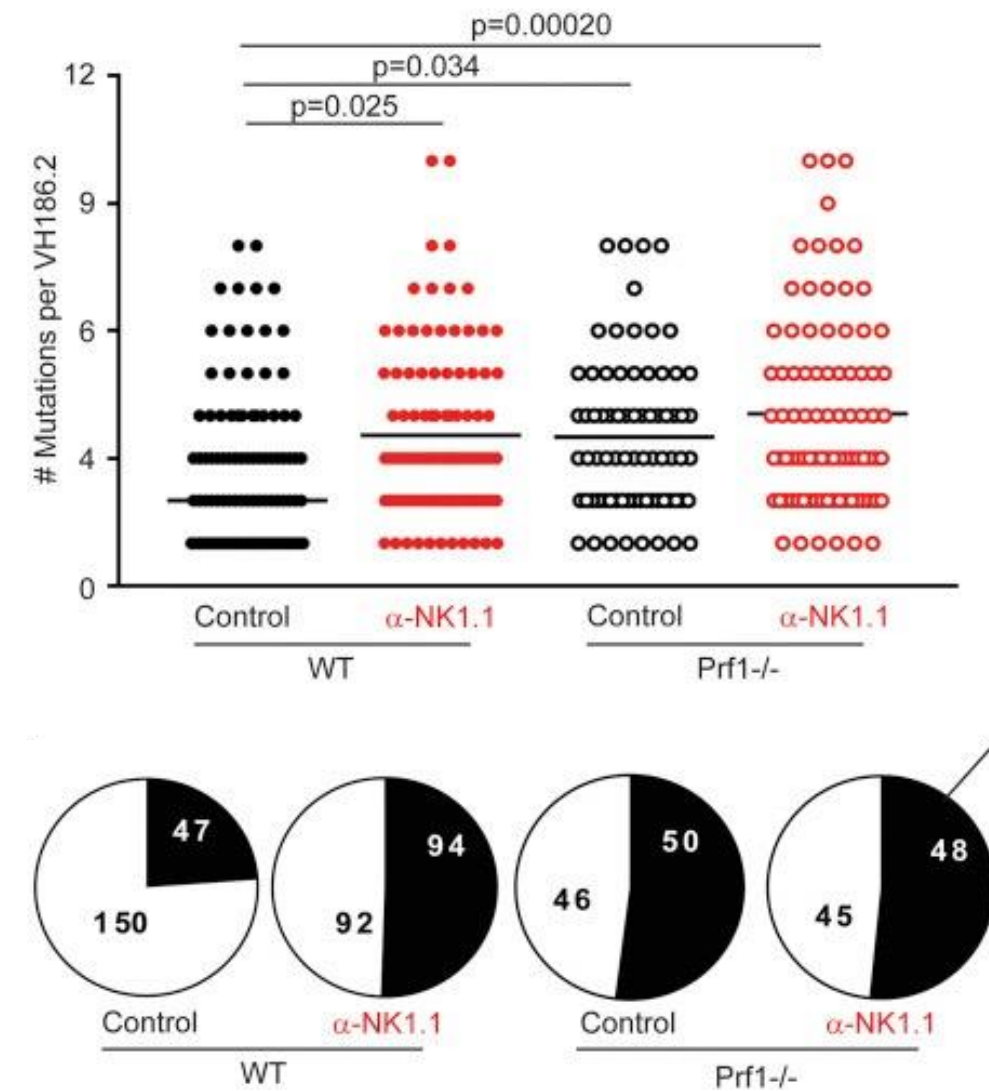 p=0.00020
p=0.034
p=0.025
# Mutations per VH186.2
12
9
6
4
0
Control α-NK1.1 Control α-NK1.1
WT Prf1-/-
47 94 50 48
150 92 46 45
Control α-NK1.1 Control α-NK1.1
WT Prf1-/-